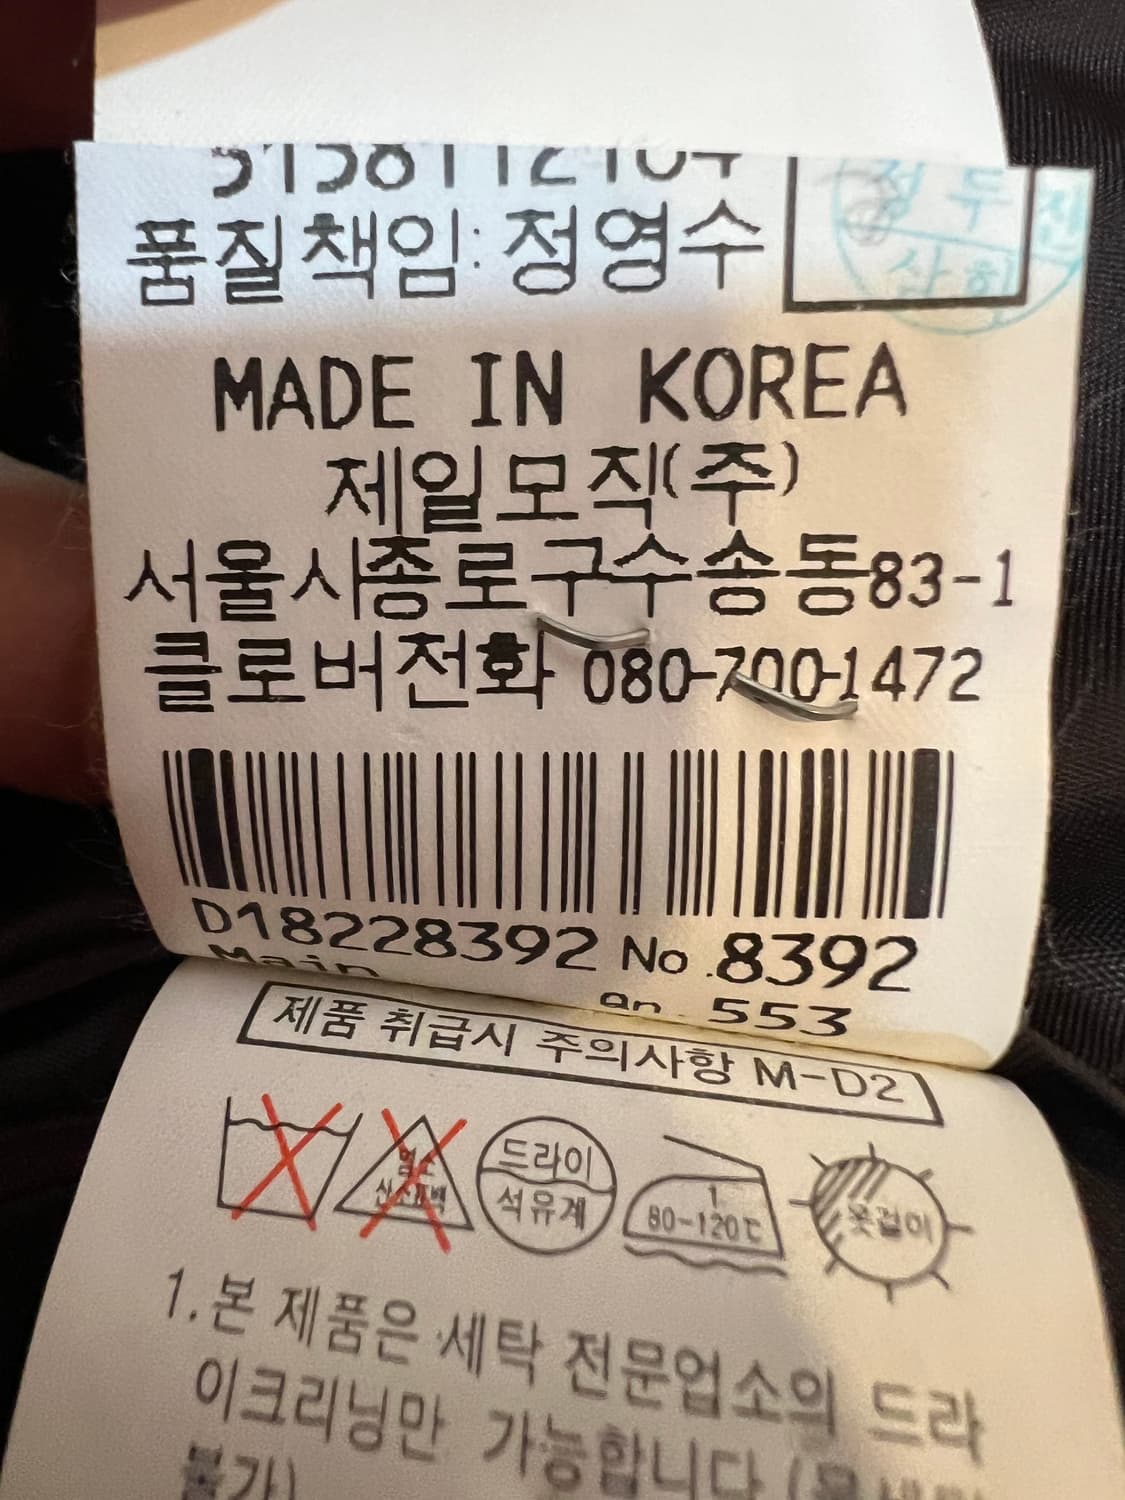 품질책임: 정영수
MADE IN KOREA
제일모직(주)
서울시종로구수송동83-1
클로버전화 080-700-1472
D18228392 No.8392
Main
553
제품 취급시 주의사항 M-D2
드라이
석유계
1
80-120℃
옷걸이
1. 본 제품은 세탁 전문업소의 드라
이크리닝만 가능합니다
불가)